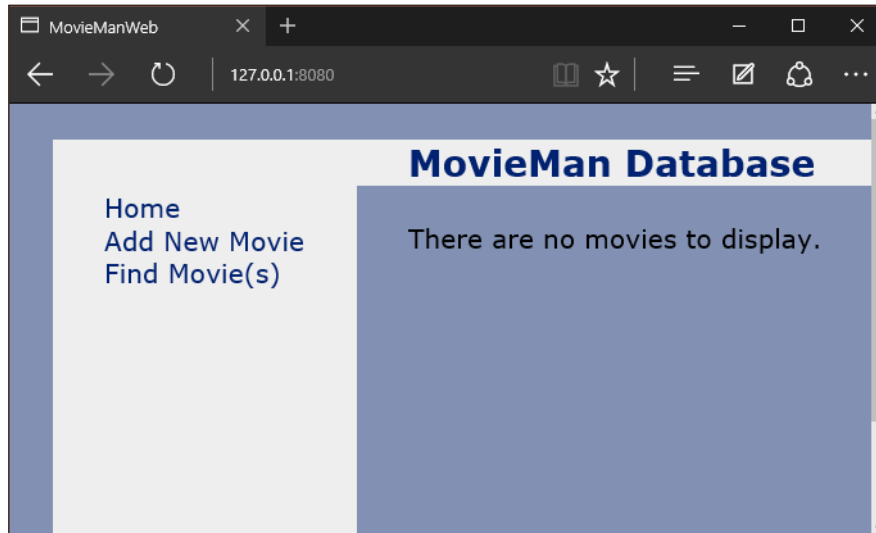 MovieManWeb
127.0.0.1:8080
MovieMan Database
Home
Add New Movie
Find Movie(s)
There are no movies to display.